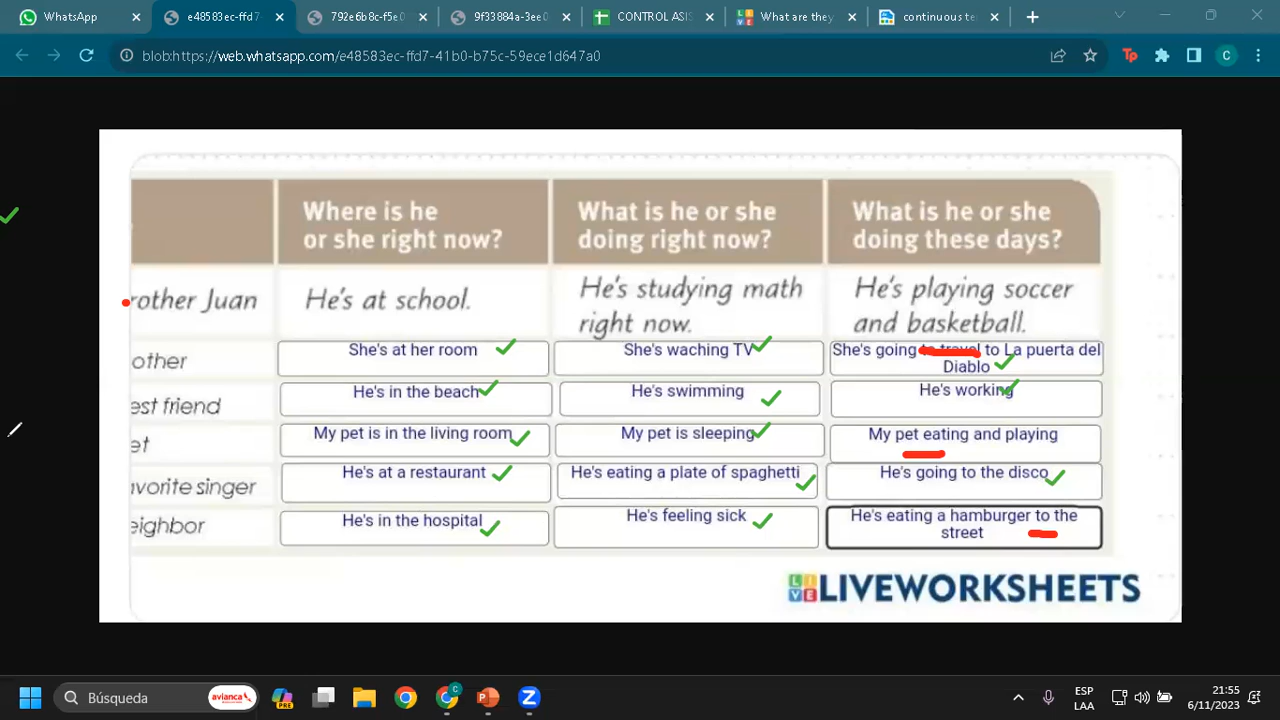 WhatsApp
e48583ec-ffd7-
792e6b8c-f5e0
9f33884a-3ee0
CONTROL ASIS
What are they
continuous te
blob:https://web.whatsapp.com/e48583ec-ffd7-41b0-b75c-59ece1d647a0
Tp
C
Where is he
or she right now?
What is he or she
doing right now?
What is he or she
doing these days?
rother Juan
He's at school.
He's studying math
right now.
He's playing soccer
and basketball.
other
She's at her room
She's waching TV
She's going to travel to La puerta del
Diablo
est friend
He's in the beach
He's swimming
He's working
et
My pet is in the living room
My pet is sleeping
My pet eating and playing
avorite singer
He's at a restaurant
He's eating a plate of spaghetti
He's going to the disco
eighbor
He's in the hospital
He's feeling sick
He's eating a hamburger to the
street
LIVE LIVEWORKSHEETS
Búsqueda
avianca
PRE
C
ESP
LAA
21:55
6/11/2023